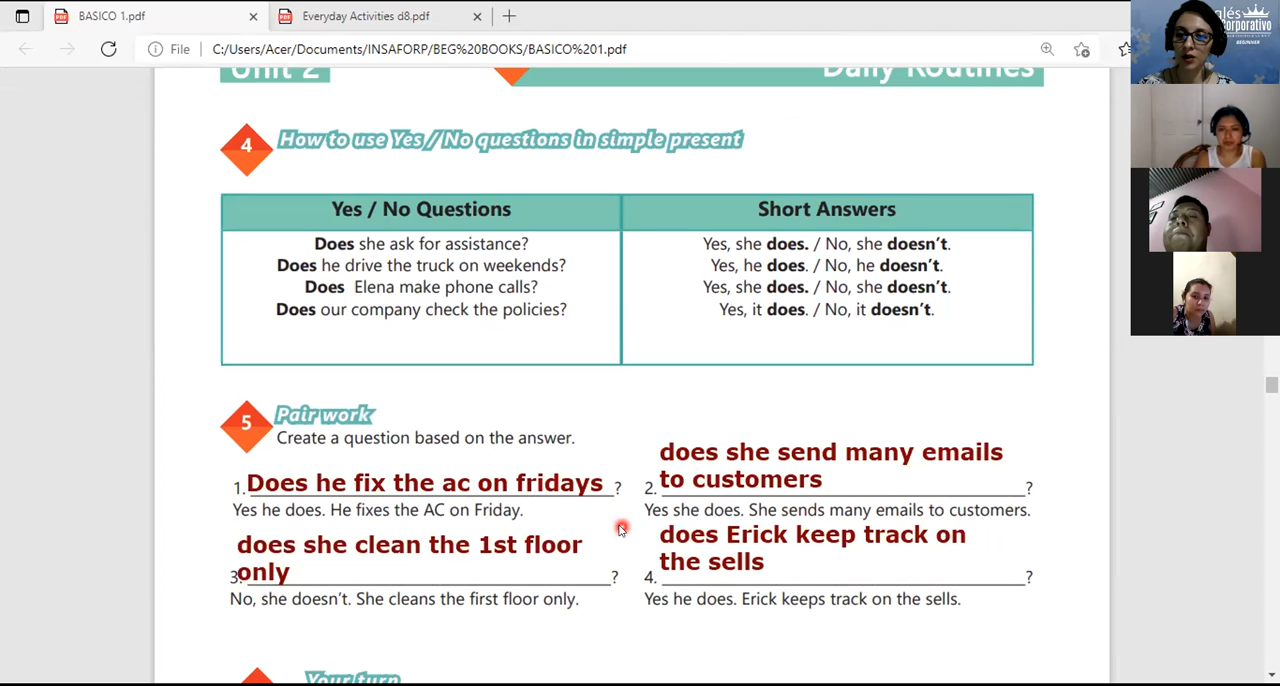 BASICO 1.pdf
Everyday Activities d8.pdf
File
C:/Users/Acer/Documents/INSAFORP/BEG%20BOOKS/BASICO%201.pdf
glés
Corporativo
BEGINNER
Unit 2
Daily Routines
4
How to use Yes / No questions in simple present
Yes / No Questions
Short Answers
Does she ask for assistance?
Yes, she does. / No, she doesn't.
Does he drive the truck on weekends?
Yes, he does. / No, he doesn't.
Does Elena make phone calls?
Yes, she does. / No, she doesn't.
Does our company check the policies?
Yes, it does. / No, it doesn't.
5
Pair work
Create a question based on the answer.
1. Does he fix the ac on fridays ?
Yes he does. He fixes the AC on Friday.
does she send many emails
2. to customers ?
Yes she does. She sends many emails to customers.
does she clean the 1st floor
3. only ?
No, she doesn't. She cleans the first floor only.
does Erick keep track on
the sells
4. ?
Yes he does. Erick keeps track on the sells.
Your turn